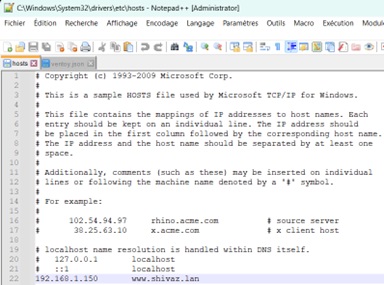 C:\Windows\System32\drivers\etc\hosts - Notepad++ [Administrator]
Fichier Édition Recherche Affichage Encodage Langage Paramètres Outils Macro Exécution Modul
hosts
1 # Copyright (c) 1993-2009 Microsoft Corp.
2 #
3 # This is a sample HOSTS file used by Microsoft TCP/IP for Windows.
4 #
5 # This file contains the mappings of IP addresses to host names. Each
6 # entry should be kept on an individual line. The IP address should
7 # be placed in the first column followed by the corresponding host name.
8 # The IP address and the host name should be separated by at least one
9 # space.
10 #
11 # Additionally, comments (such as these) may be inserted on individual
12 # lines or following the machine name denoted by a '#' symbol.
13 #
14 # For example:
15 #
16 # 102.54.94.97 rhino.acme.com # source server
17 # 38.25.63.10 x.acme.com # x client host
18
19 # localhost name resolution is handled within DNS itself.
20 # 127.0.0.1 localhost
21 # ::1 localhost
22 192.168.1.150 www.shivaz.lan